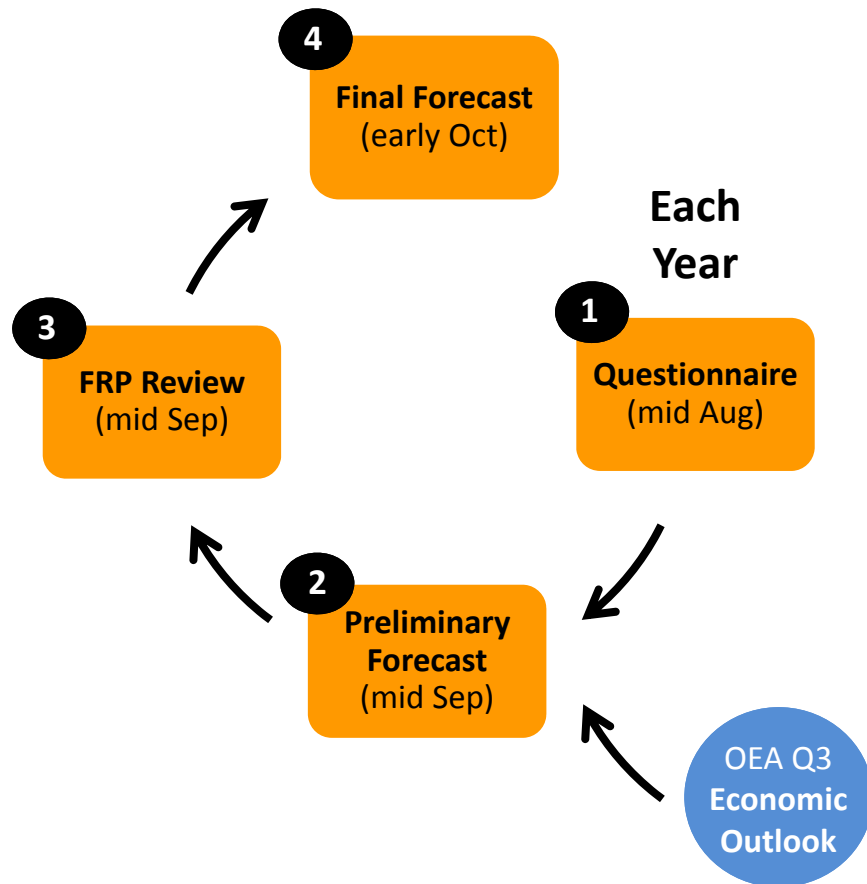 4
Final Forecast
(early Oct)
Each
Year
1
Questionnaire
(mid Aug)
3
FRP Review
(mid Sep)
2
Preliminary
Forecast
(mid Sep)
OEA Q3
Economic
Outlook